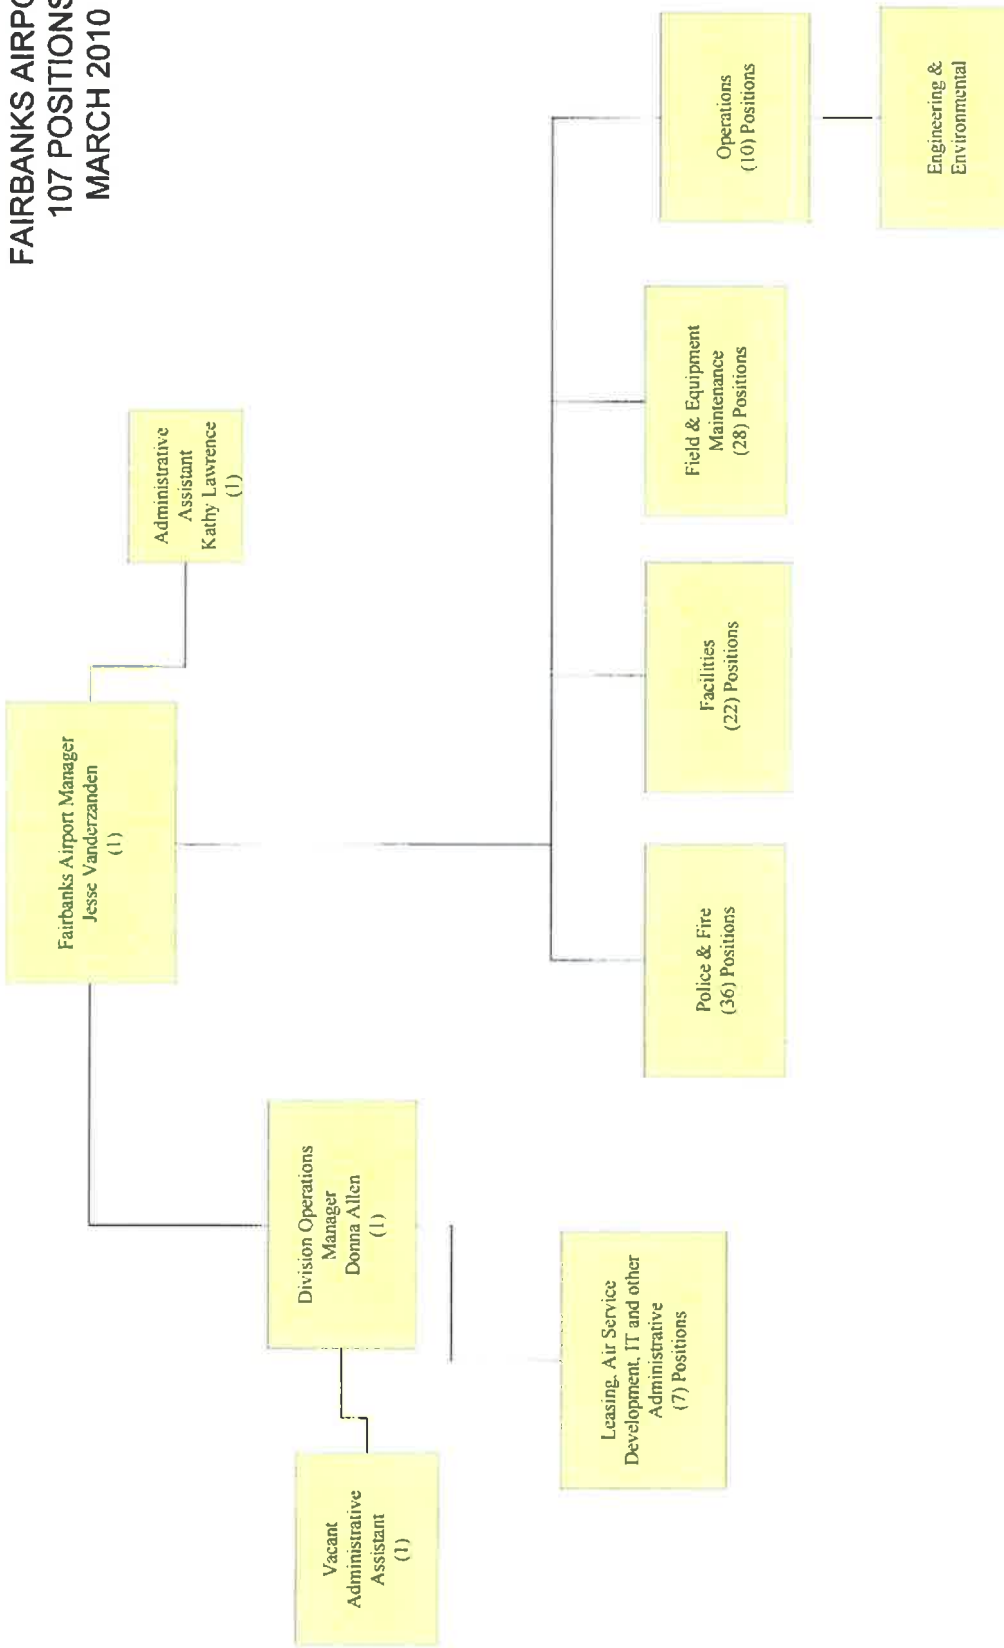 FAIRBANKS AIRPO
107 POSITIONS
MARCH 2010
Fairbanks Airport Manager
Jesse Vanderzanden
(1)
Administrative
Assistant
Kathy Lawrence
(1)
Division Operations
Manager
Donna Allen
(1)
Vacant
Administrative
Assistant
(1)
Leasing, Air Service
Development, IT and other
Administrative
(7) Positions
Police & Fire
(36) Positions
Facilities
(22) Positions
Field & Equipment
Maintenance
(28) Positions
Operations
(10) Positions
Engineering &
Environmental